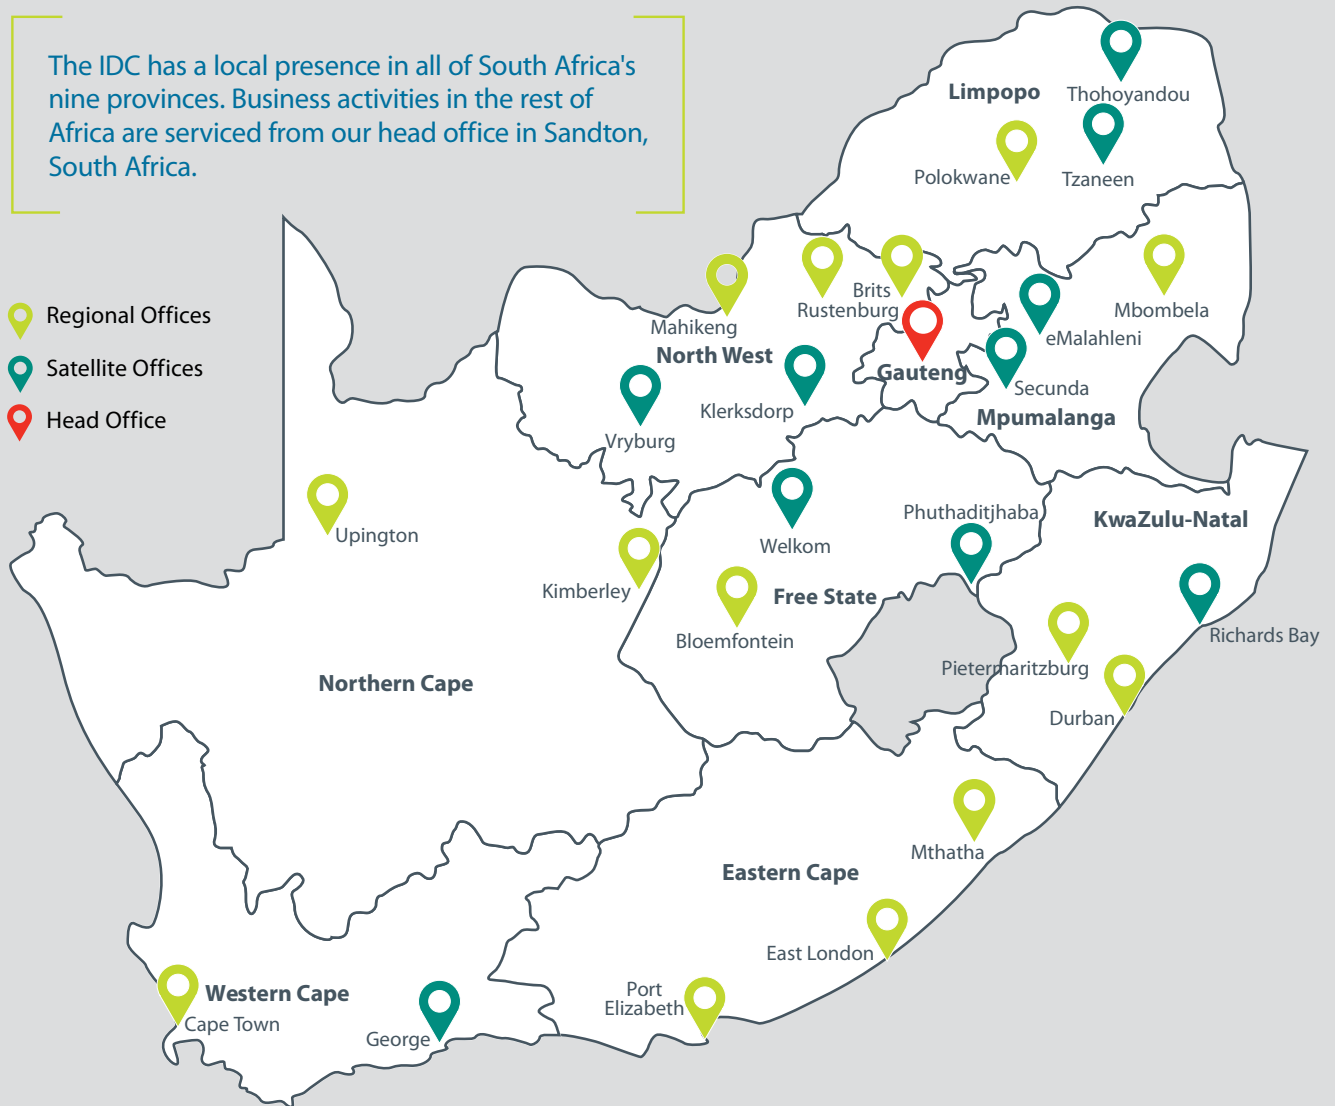 The IDC has a local presence in all of South Africa's
nine provinces. Business activities in the rest of
Africa are serviced from our head office in Sandton,
South Africa.
Regional Offices
Satellite Offices
Head Office
Limpopo
Thohoyandou
Polokwane
Tzaneen
Mahikeng
Brits
Rustenburg
Mbombela
eMalahleni
North West
Gauteng
Secunda
Klerksdorp
Mpumalanga
Vryburg
Upington
Welkom
Phuthaditjhaba
KwaZulu-Natal
Kimberley
Free State
Bloemfontein
Richards Bay
Pietermaritzburg
Northern Cape
Durban
Mthatha
Eastern Cape
East London
Port
Elizabeth
Western Cape
Cape Town
George